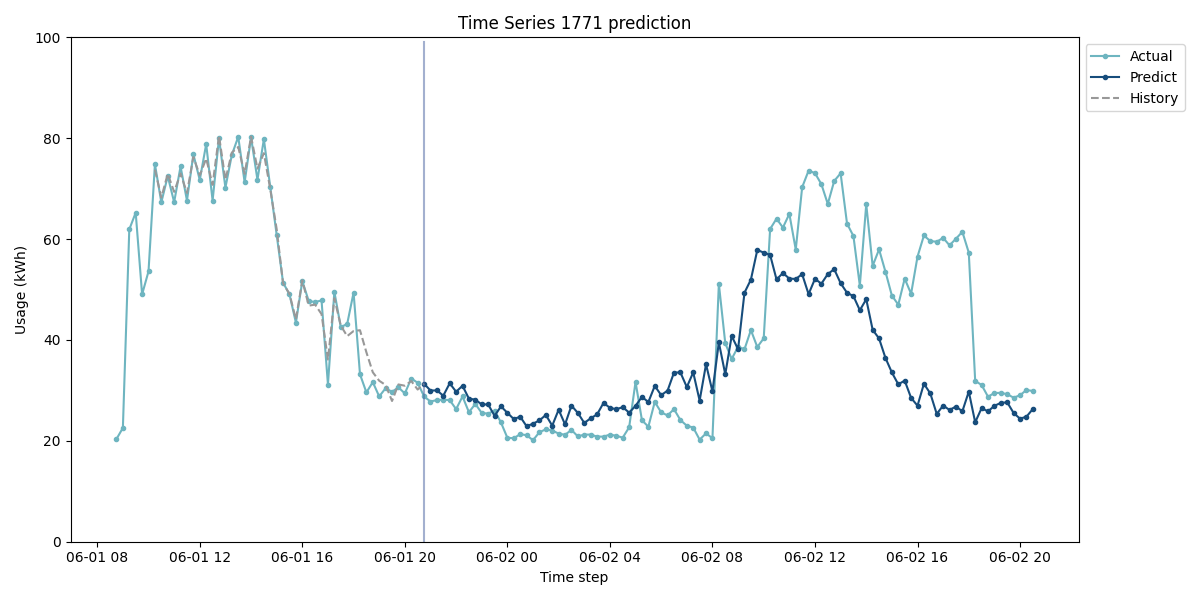 Time Series 1771 prediction
100
80
60
40
20
0
Usage (kWh)
06-01 08
06-01 12
06-01 16
06-01 20
06-02 00
06-02 04
06-02 08
06-02 12
06-02 16
06-02 20
Time step
Actual
Predict
History